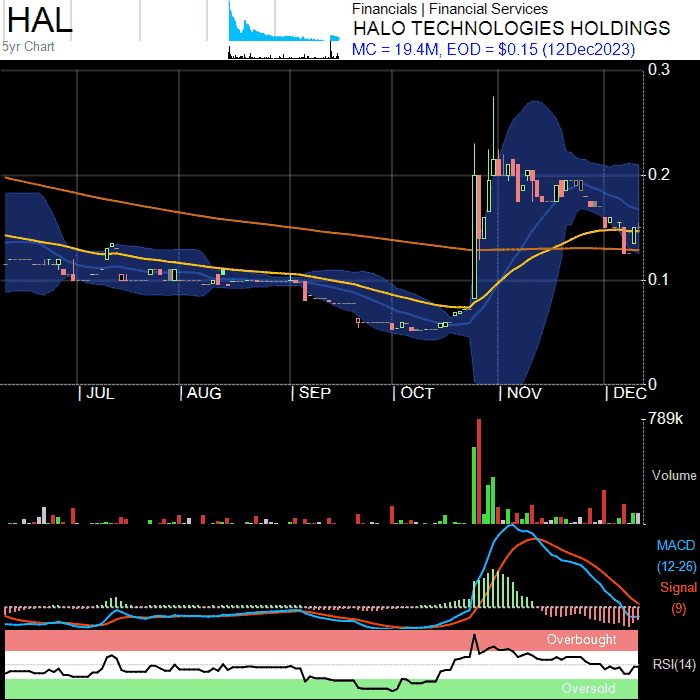 HAL
5yr Chart
Financials | Financial Services
HALO TECHNOLOGIES HOLDINGS
MC = 19.4M, EOD = $0.15 (12Dec2023)
0.3
0.2
0.1
0
| JUL | AUG | SEP | OCT | NOV | DEC
789k
Volume
MACD
(12-26)
Signal
(9)
Overbought
RSI(14)
Oversold